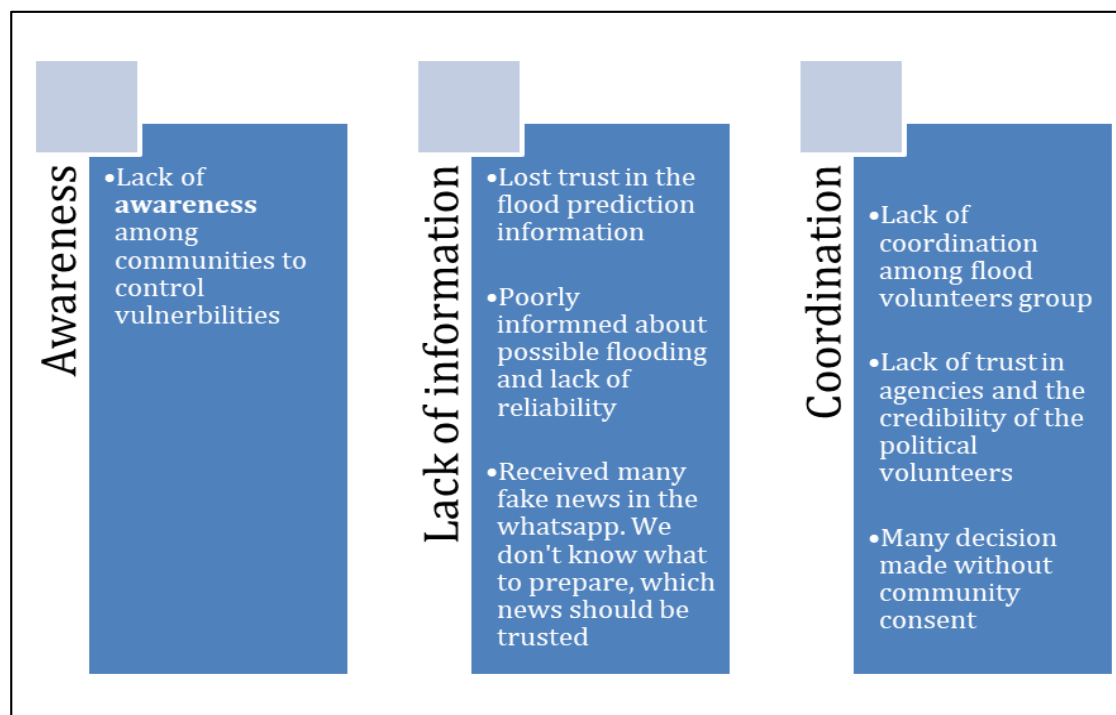 Awareness
•Lack of
awareness
among
communities to
control
vulnerbilities
Lack of information
•Lost trust in the
flood prediction
information
•Poorly
informned about
possible flooding
and lack of
reliability
•Received many
fake news in the
whatsapp. We
don't know what
to prepare, which
news should be
trusted
Coordination
•Lack of
coordination
among flood
volunteers group
•Lack of trust in
agencies and the
credibility of the
political
volunteers
•Many decision
made without
community
consent